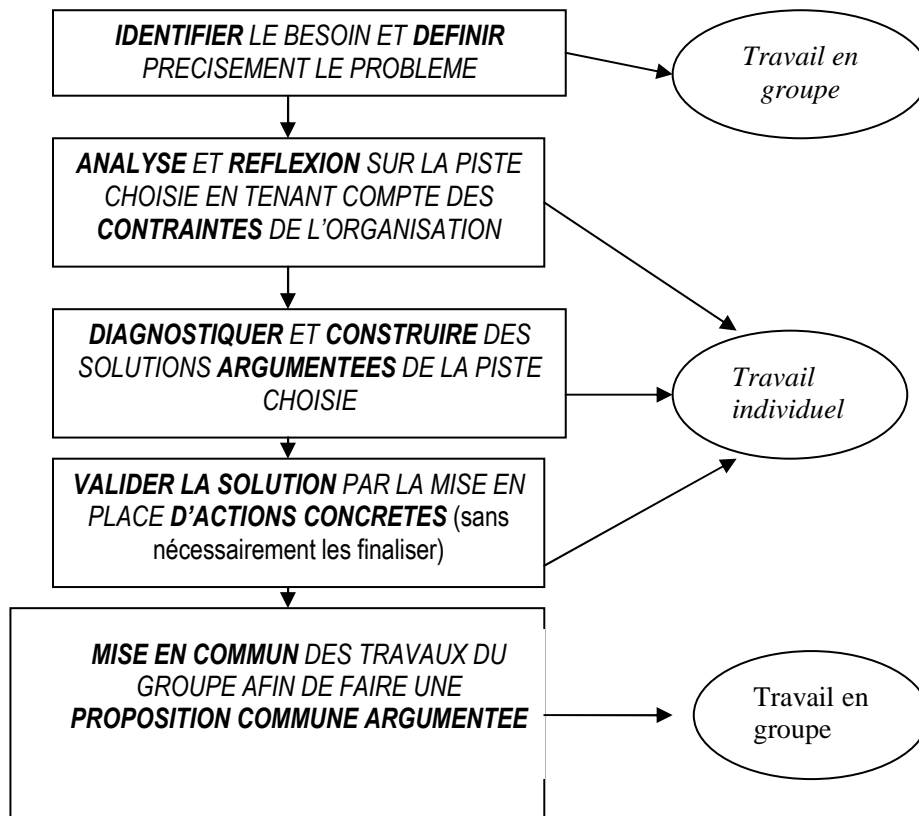 IDENTIFIER LE BESOIN ET DEFINIR
PRECISEMENT LE PROBLEME
Travail en
groupe
ANALYSE ET REFLEXION SUR LA PISTE
CHOISIE EN TENANT COMPTE DES
CONTRAINTES DE L’ORGANISATION
DIAGNOSTIQUER ET CONSTRUIRE DES
SOLUTIONS ARGUMENTEES DE LA PISTE
CHOISIE
Travail
individuel
VALIDER LA SOLUTION PAR LA MISE EN
PLACE D’ACTIONS CONCRETES (sans
nécessairement les finaliser)
MISE EN COMMUN DES TRAVAUX DU
GROUPE AFIN DE FAIRE UNE
PROPOSITION COMMUNE ARGUMENTEE
Travail en
groupe